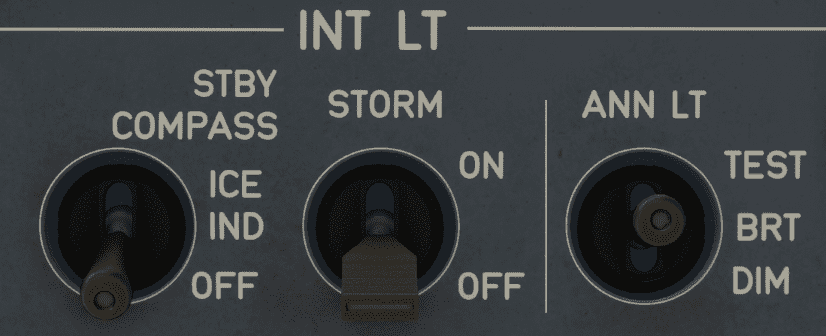 INT LT
STBY
COMPASS
ICE
IND
OFF
STORM
ON
OFF
ANN LT
TEST
BRT
DIM